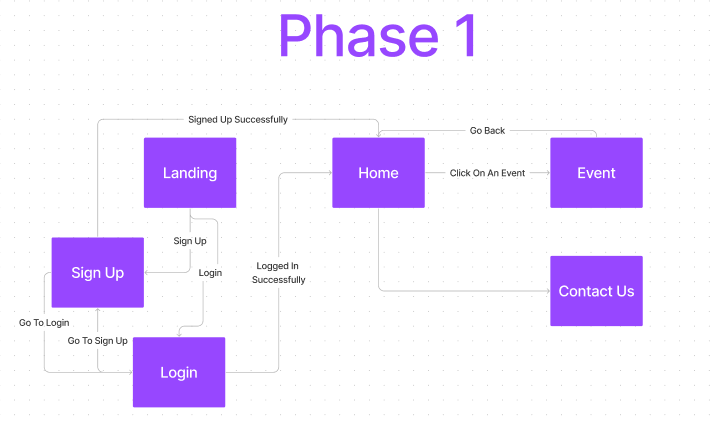 Phase 1
Signed Up Successfully
Go Back
Landing
Home
Click On An Event
Event
Sign Up
Sign Up
Login
Logged In
Successfully
Contact Us
Go To Login
Go To Sign Up
Login